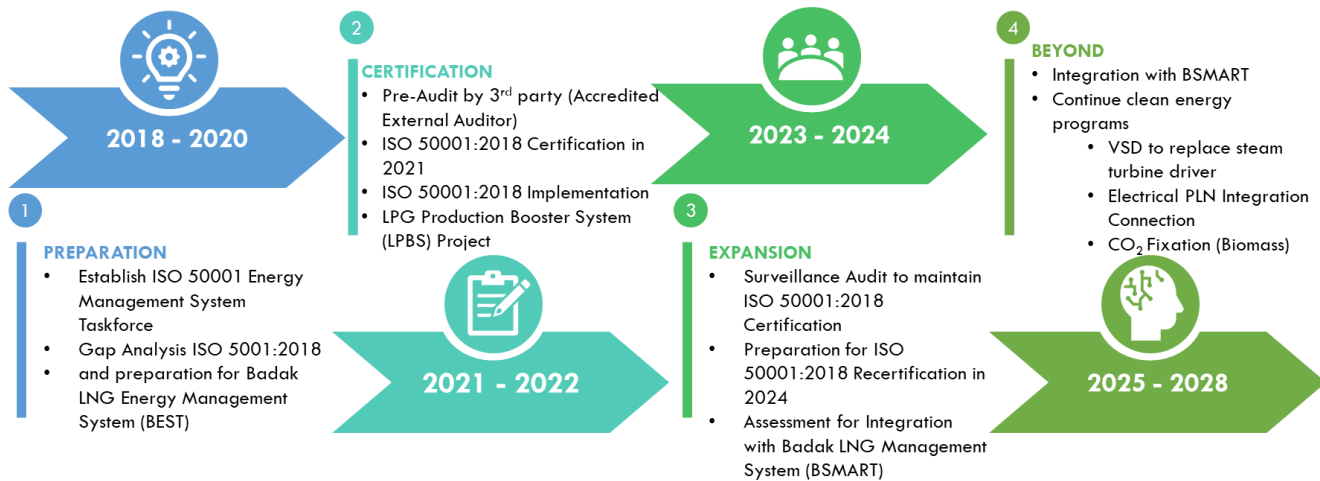 2018 - 2020
1
PREPARATION
• Establish ISO 50001 Energy
Management System
Taskforce
• Gap Analysis ISO 5001:2018
• and preparation for Badak
LNG Energy Management
System (BEST)
2
CERTIFICATION
• Pre-Audit by 3rd party (Accredited
External Auditor)
• ISO 50001:2018 Certification in
2021
• ISO 50001:2018 Implementation
• LPG Production Booster System
(LPBS) Project
2021 - 2022
2023 - 2024
3
EXPANSION
• Surveillance Audit to maintain
ISO 50001:2018
Certification
• Preparation for ISO
50001:2018 Recertification in
2024
• Assessment for Integration
with Badak LNG Management
System (BSMART)
4
BEYOND
• Integration with BSMART
• Continue clean energy
programs
• VSD to replace steam
turbine driver
• Electrical PLN Integration
Connection
• CO2 Fixation (Biomass)
2025 - 2028